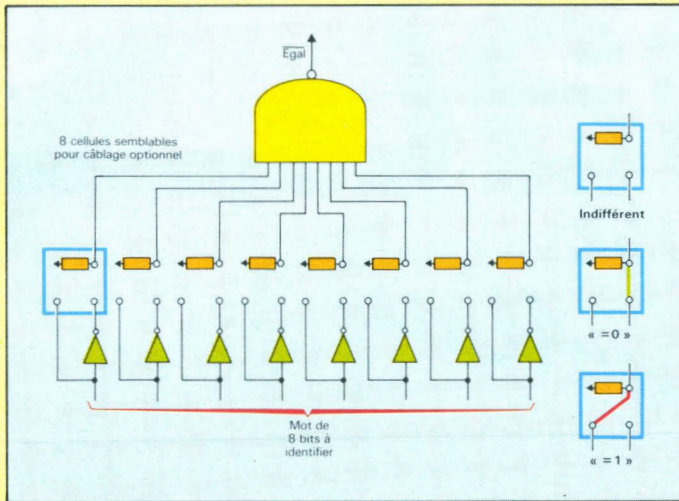 Egal
8 cellules semblables
pour câblage optionnel
Indifférent
« =0 »
Mot de
8 bits à
identifier
« = 1 »